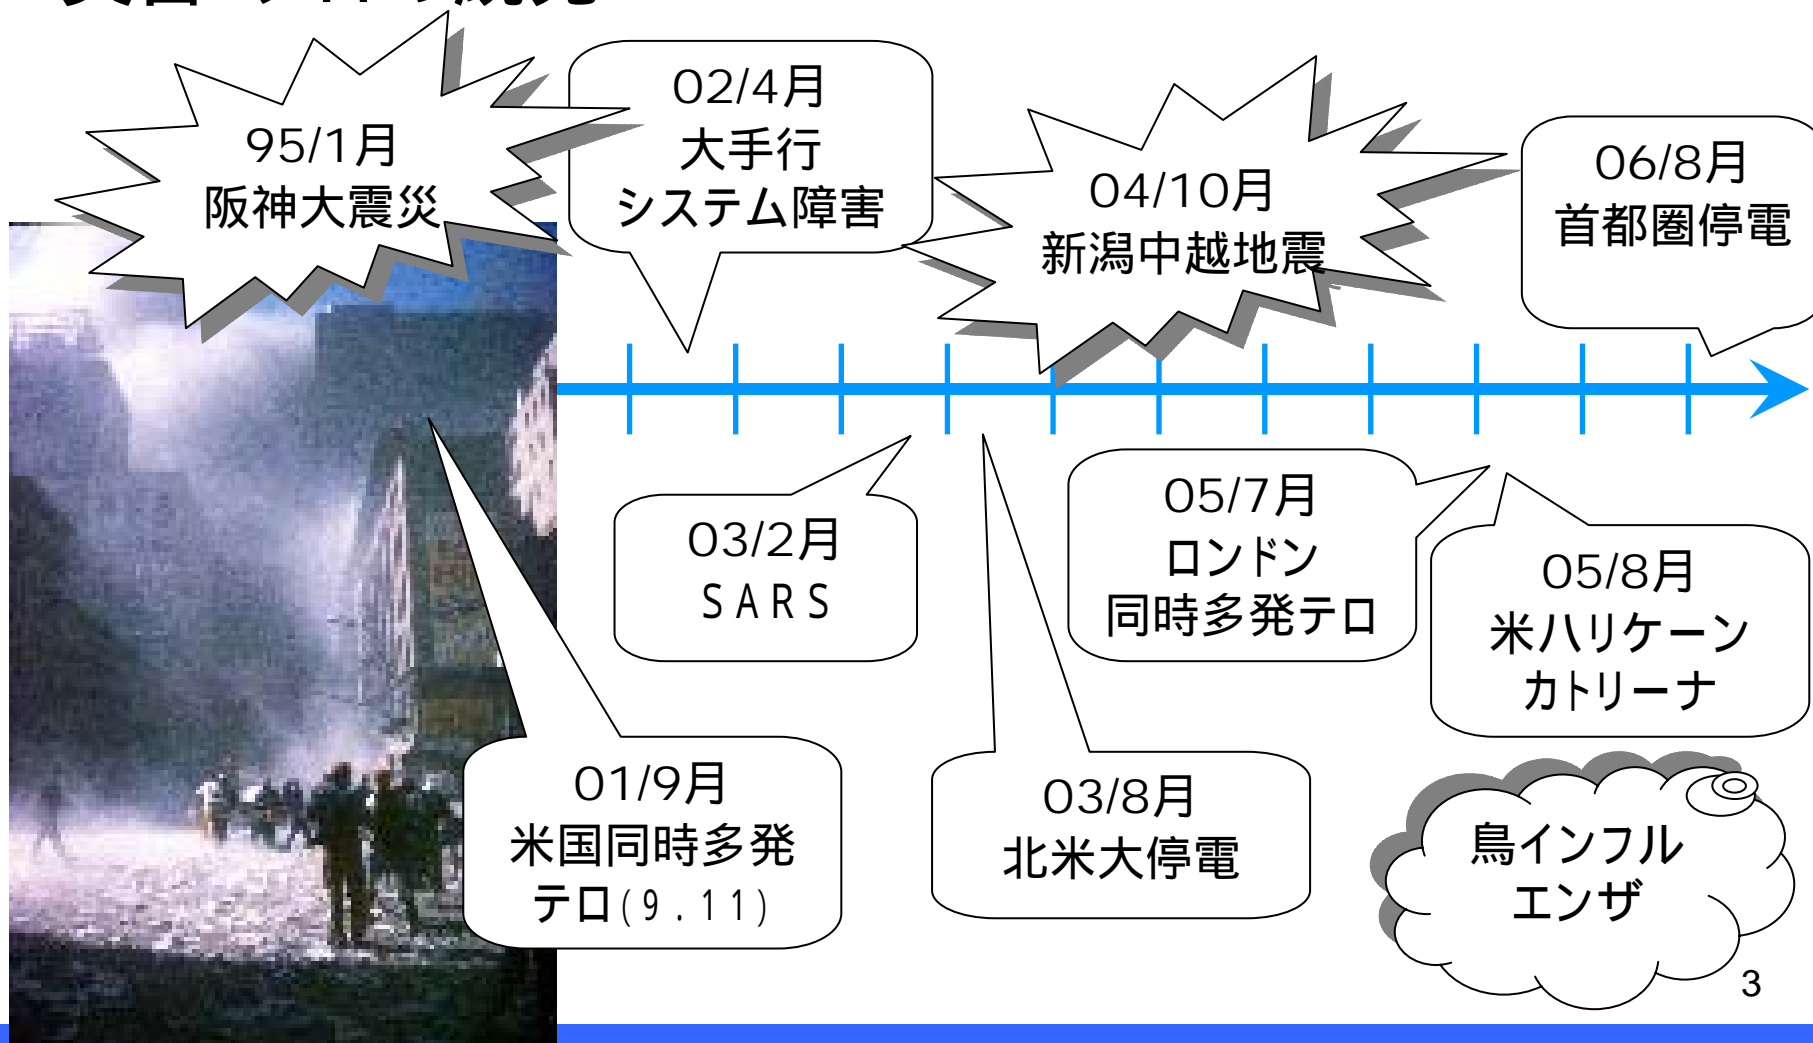 95/1月
阪神大震災
02/4月
大手行
システム障害
04/10月
新潟中越地震
06/8月
首都圏停電
03/2月
SARS
05/7月
ロンドン
同時多発テロ
05/8月
米ハリケーン
カトリーナ
01/9月
米国同時多発
テロ(9.11)
03/8月
北米大停電
鳥インフル
エンザ
3